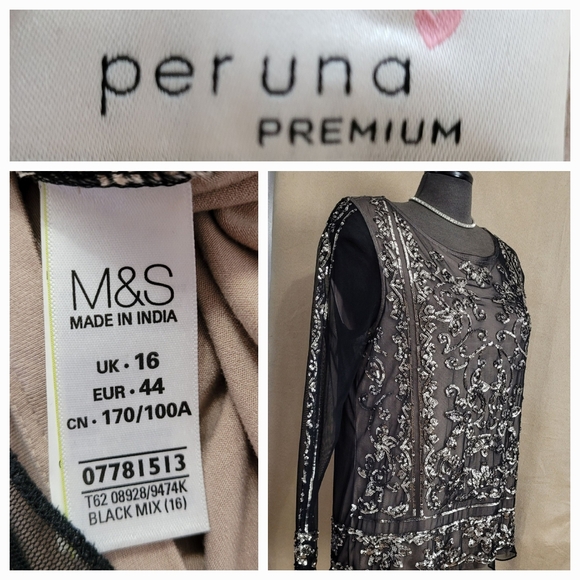 per una
PREMIUM
M&S
MADE IN INDIA
UK • 16
EUR • 44
CN • 170/100A
07781513
T62 08928/9474K
BLACK MIX (16)